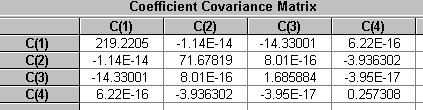 Coefficient Covariance Matrix
C(1) C(2) C(3) C(4)
C(1) 219.2205 -1.14E-14 -14.33001 6.22E-16
C(2) -1.14E-14 71.67819 8.01E-16 -3.936302
C(3) -14.33001 8.01E-16 1.685884 -3.95E-17
C(4) 6.22E-16 -3.936302 -3.95E-17 0.257308